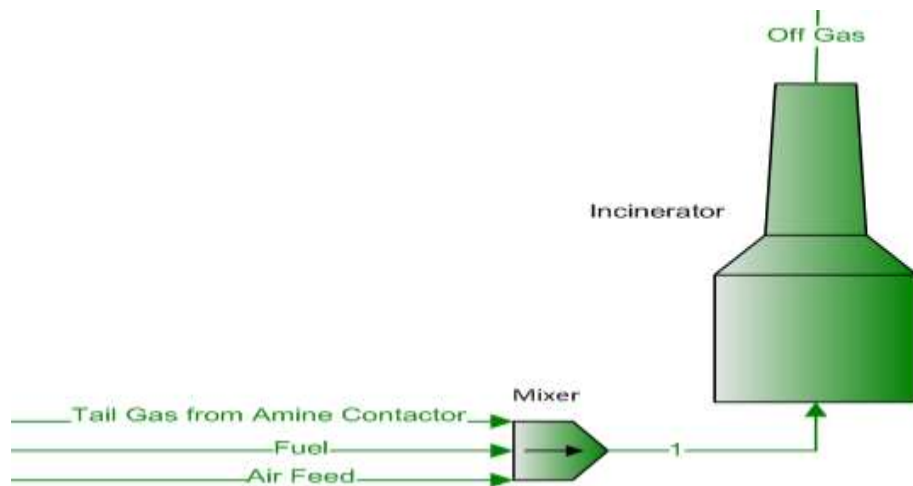 Off Gas
Incinerator
Mixer
Tail Gas from Amine Contactor
Fuel
1
Air Feed